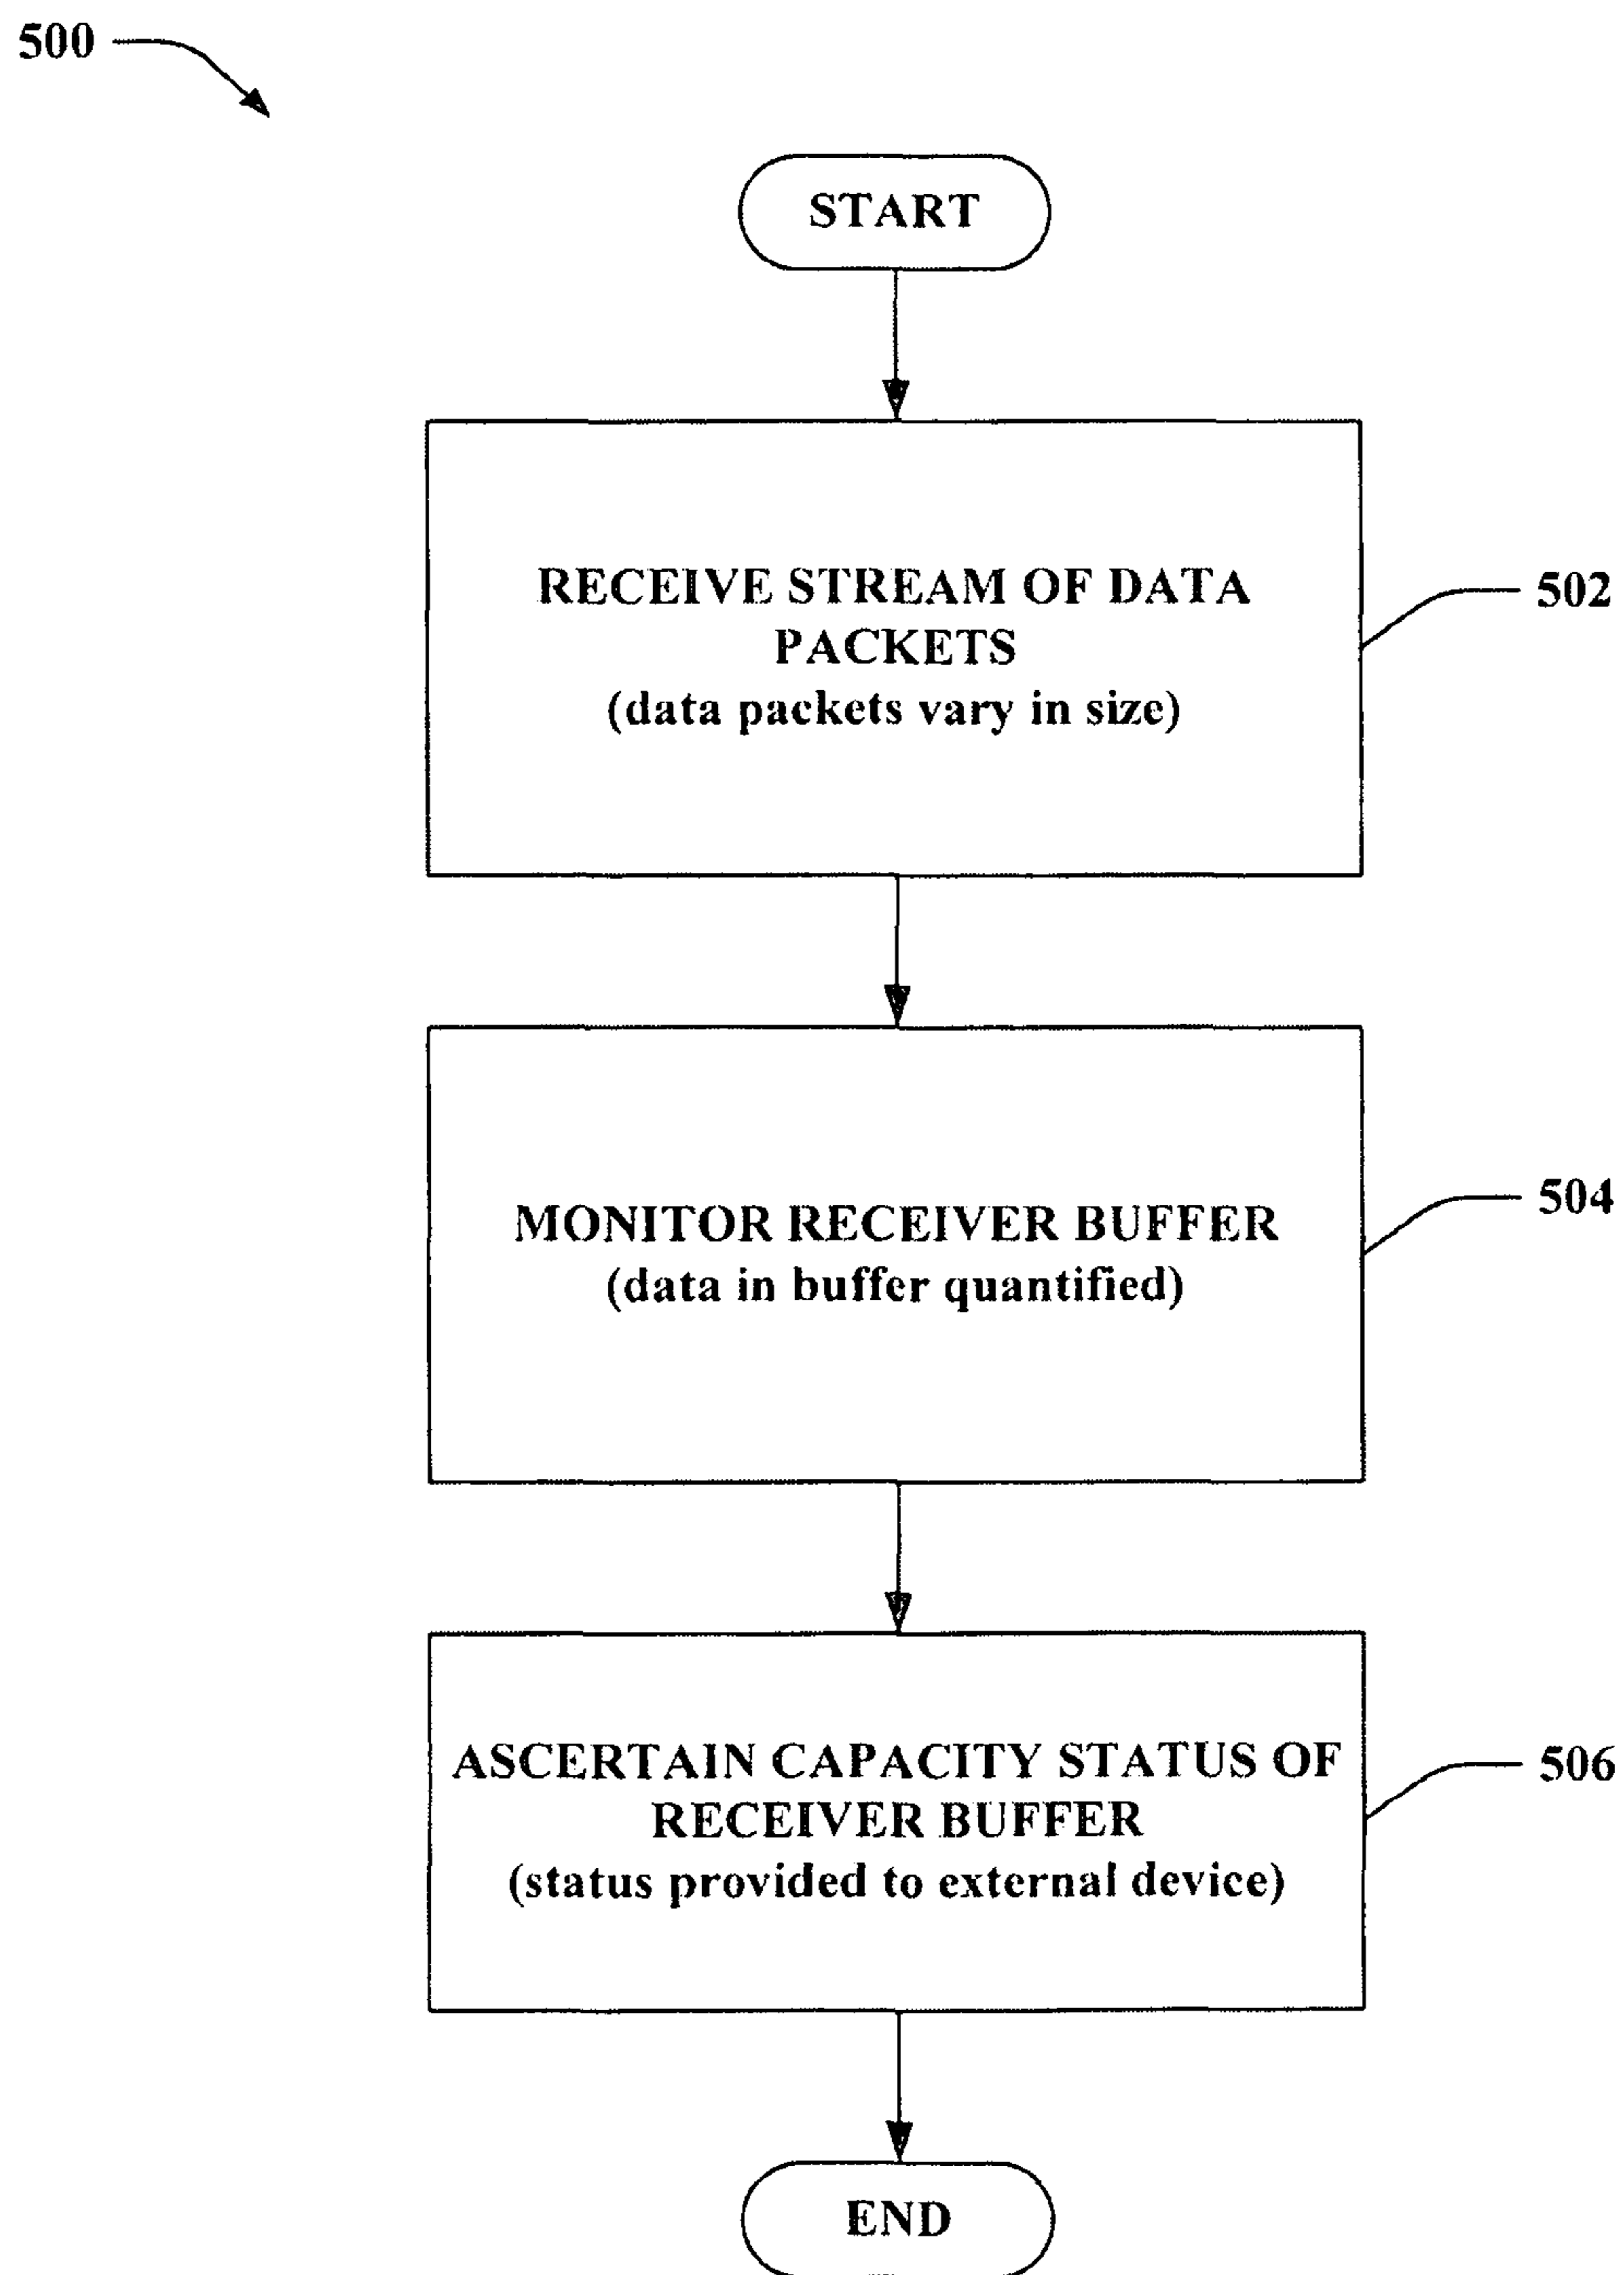 500
START
RECEIVE STREAM OF DATA
PACKETS
(data packets vary in size)
502
MONITOR RECEIVER BUFFER
(data in buffer quantified)
504
ASCERTAIN CAPACITY STATUS OF
RECEIVER BUFFER
(status provided to external device)
506
END